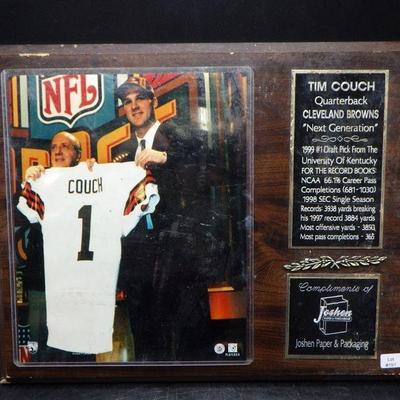 NFL
COUCH
1
TIM COUCH
Quarterback
CLEVELAND BROWNS
"Next Generation"
1999 #1 Draft Pick From The
University Of Kentucky
FOR THE RECORD BOOKS
NCAA 66.1% Career Pass
Completions (681-1030)
1998 SEC Single Season
Records: 3938 yards breaking
his 1997 record 3884 yards
Most offensive yards - 3850,
Most pass completions - 363
Compliments of
Joshen
Joshen Paper & Packaging
Lot